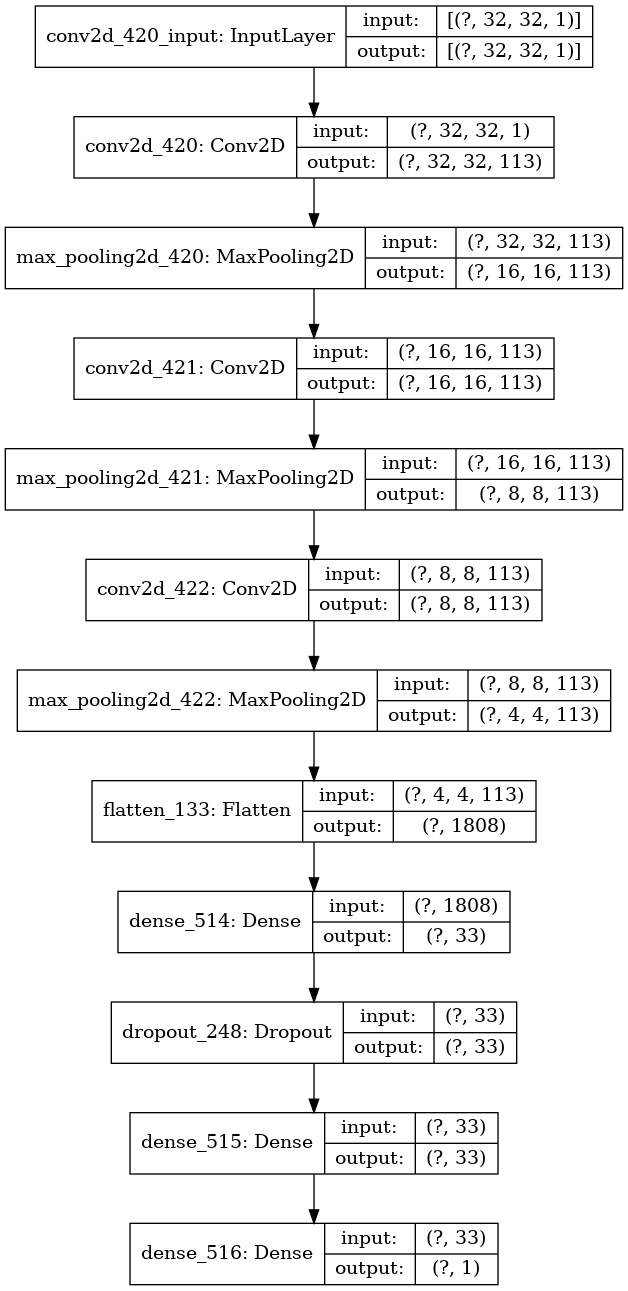 conv2d_420_input: InputLayer input: [(?, 32, 32, 1)]
output: [(?, 32, 32, 1)]
conv2d_420: Conv2D input: (?, 32, 32, 1)
output: (?, 32, 32, 113)
max_pooling2d_420: MaxPooling2D input: (?, 32, 32, 113)
output: (?, 16, 16, 113)
conv2d_421: Conv2D input: (?, 16, 16, 113)
output: (?, 16, 16, 113)
max_pooling2d_421: MaxPooling2D input: (?, 16, 16, 113)
output: (?, 8, 8, 113)
conv2d_422: Conv2D input: (?, 8, 8, 113)
output: (?, 8, 8, 113)
max_pooling2d_422: MaxPooling2D input: (?, 8, 8, 113)
output: (?, 4, 4, 113)
flatten_133: Flatten input: (?, 4, 4, 113)
output: (?, 1808)
dense_514: Dense input: (?, 1808)
output: (?, 33)
dropout_248: Dropout input: (?, 33)
output: (?, 33)
dense_515: Dense input: (?, 33)
output: (?, 33)
dense_516: Dense input: (?, 33)
output: (?, 1)